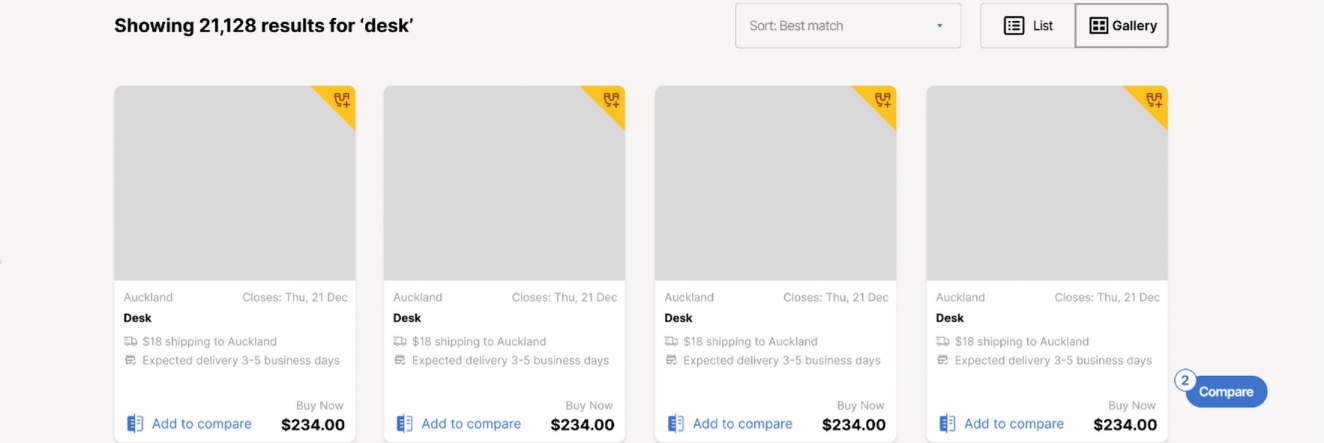 Showing 21,128 results for ‘desk’
Sort: Best match
List
Gallery
Auckland Closes: Thu, 21 Dec
Desk
$18 shipping to Auckland
Expected delivery 3-5 business days
Buy Now
Add to compare $234.00
Auckland Closes: Thu, 21 Dec
Desk
$18 shipping to Auckland
Expected delivery 3-5 business days
Buy Now
Add to compare $234.00
Auckland Closes: Thu, 21 Dec
Desk
$18 shipping to Auckland
Expected delivery 3-5 business days
Buy Now
Add to compare $234.00
Auckland Closes: Thu, 21 Dec
Desk
$18 shipping to Auckland
Expected delivery 3-5 business days
Buy Now
Add to compare $234.00
2
Compare